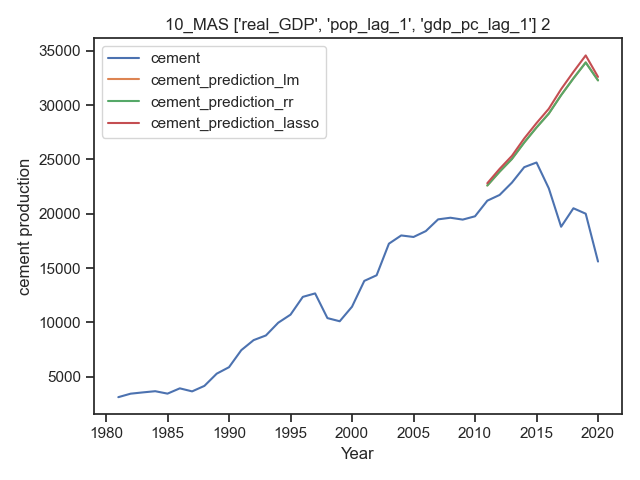 10_MAS ['real_GDP', 'pop_lag_1', 'gdp_pc_lag_1'] 2
cement
cement_prediction_lm
cement_prediction_rr
cement_prediction_lasso
cement production
35000
30000
25000
20000
15000
10000
5000
1980 1985 1990 1995 2000 2005 2010 2015 2020
Year